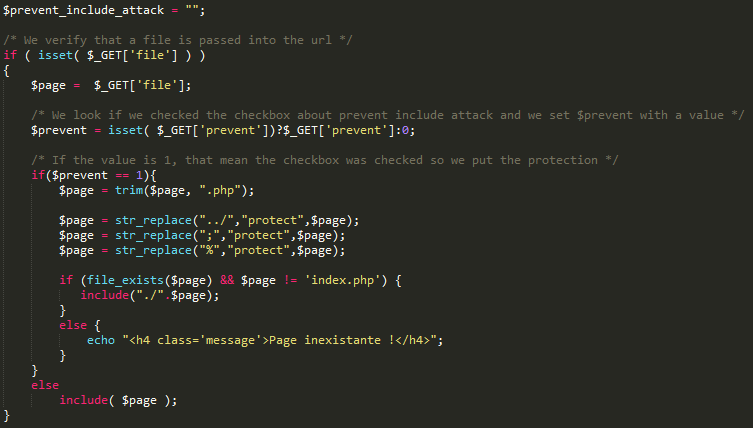 $prevent_include_attack = "";
/* We verify that a file is passed into the url */
if ( isset( $_GET['file'] ) )
{
$page =  $_GET['file'];
/* We look if we checked the checkbox about prevent include attack and we set $prevent with a value */
$prevent = isset( $_GET['prevent'])?$_GET['prevent']:0;
/* If the value is 1, that mean the checkbox was checked so we put the protection */
if($prevent == 1){
$page = trim($page, ".php");
$page = str_replace("../","protect",$page);
$page = str_replace(";","protect",$page);
$page = str_replace("%","protect",$page);
if (file_exists($page) && $page != 'index.php') {
include("./".$page);
}
else {
echo "<h4 class='message'>Page inexistante !</h4>";
}
}
else
include( $page );
}